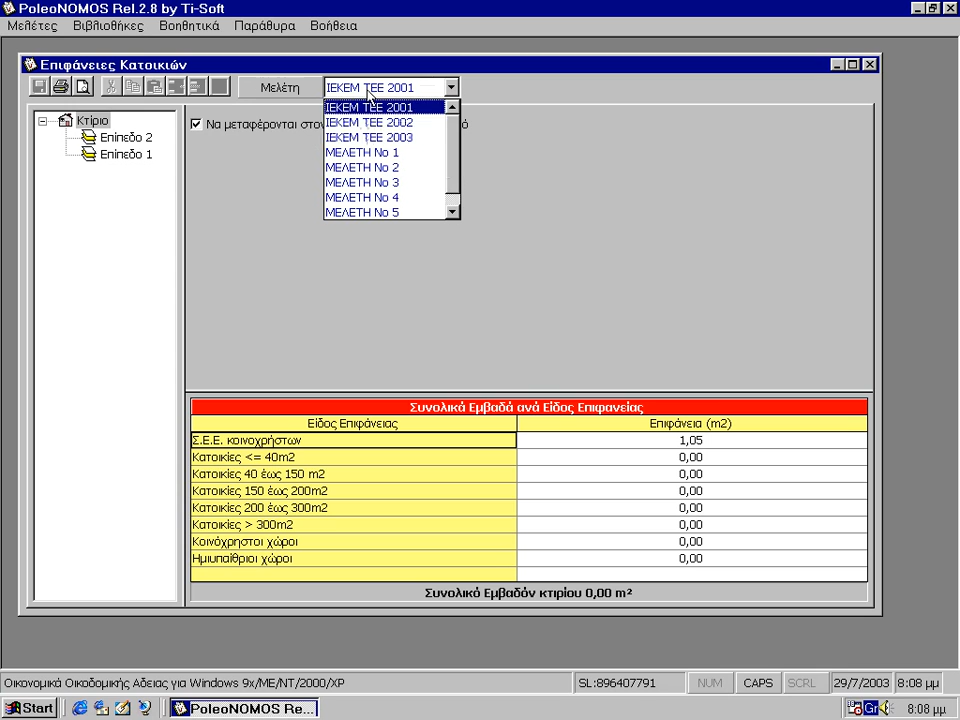 PoleoNOMOS Rel.2.8 by Ti-Soft
Μελέτες Βιβλιοθήκες Βοηθητικά Παράθυρα Βοήθεια
Επιφάνειες Κατοικιών
Μελέτη ΙΕΚΕΜ ΤΕΕ 2001
ΙΕΚΕΜ ΤΕΕ 2001
ΙΕΚΕΜ ΤΕΕ 2002
ΙΕΚΕΜ ΤΕΕ 2003
ΜΕΛΕΤΗ Νο 1
ΜΕΛΕΤΗ Νο 2
ΜΕΛΕΤΗ Νο 3
ΜΕΛΕΤΗ Νο 4
ΜΕΛΕΤΗ Νο 5
Κτίριο
Επίπεδο 2
Επίπεδο 1
Να μεταφέρονται
Συνολικά Εμβαδά ανά Είδος Επιφανείας
Είδος Επιφάνειας Επιφάνεια (m2)
Σ.Ε.Ε. κοινοχρήστων 1,05
Κατοικίες <= 40m2 0,00
Κατοικίες 40 έως 150 m2 0,00
Κατοικίες 150 έως 200m2 0,00
Κατοικίες 200 έως 300m2 0,00
Κατοικίες > 300m2 0,00
Κοινόχρηστοι χώροι 0,00
Ημιυπαίθριοι χώροι 0,00
Συνολικό Εμβαδόν κτιρίου 0,00 m²
Οικονομικά Οικοδομικής Αδειας για Windows 9x/ME/NT/2000/XP SL:896407791 NUM CAPS SCRL 29/7/2003 8:08 μμ
Start PoleoNOMOS Re... Gr 8:08 μμ